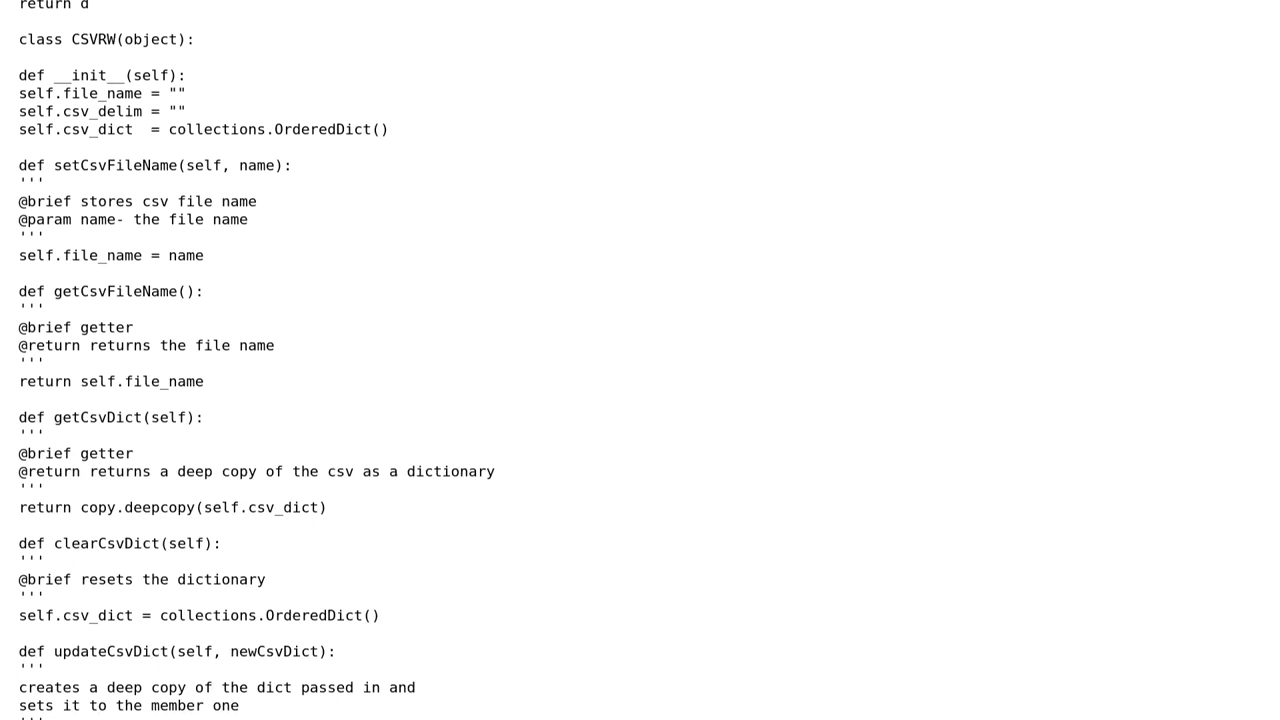 return d
class CSVRW(object):
def __init__(self):
self.file_name = ""
self.csv_delim = ""
self.csv_dict  = collections.OrderedDict()
def setCsvFileName(self, name):
'''
@brief stores csv file name
@param name- the file name
'''
self.file_name = name
def getCsvFileName():
'''
@brief getter
@return returns the file name
'''
return self.file_name
def getCsvDict(self):
'''
@brief getter
@return returns a deep copy of the csv as a dictionary
'''
return copy.deepcopy(self.csv_dict)
def clearCsvDict(self):
'''
@brief resets the dictionary
'''
self.csv_dict = collections.OrderedDict()
def updateCsvDict(self, newCsvDict):
'''
creates a deep copy of the dict passed in and
sets it to the member one
'''